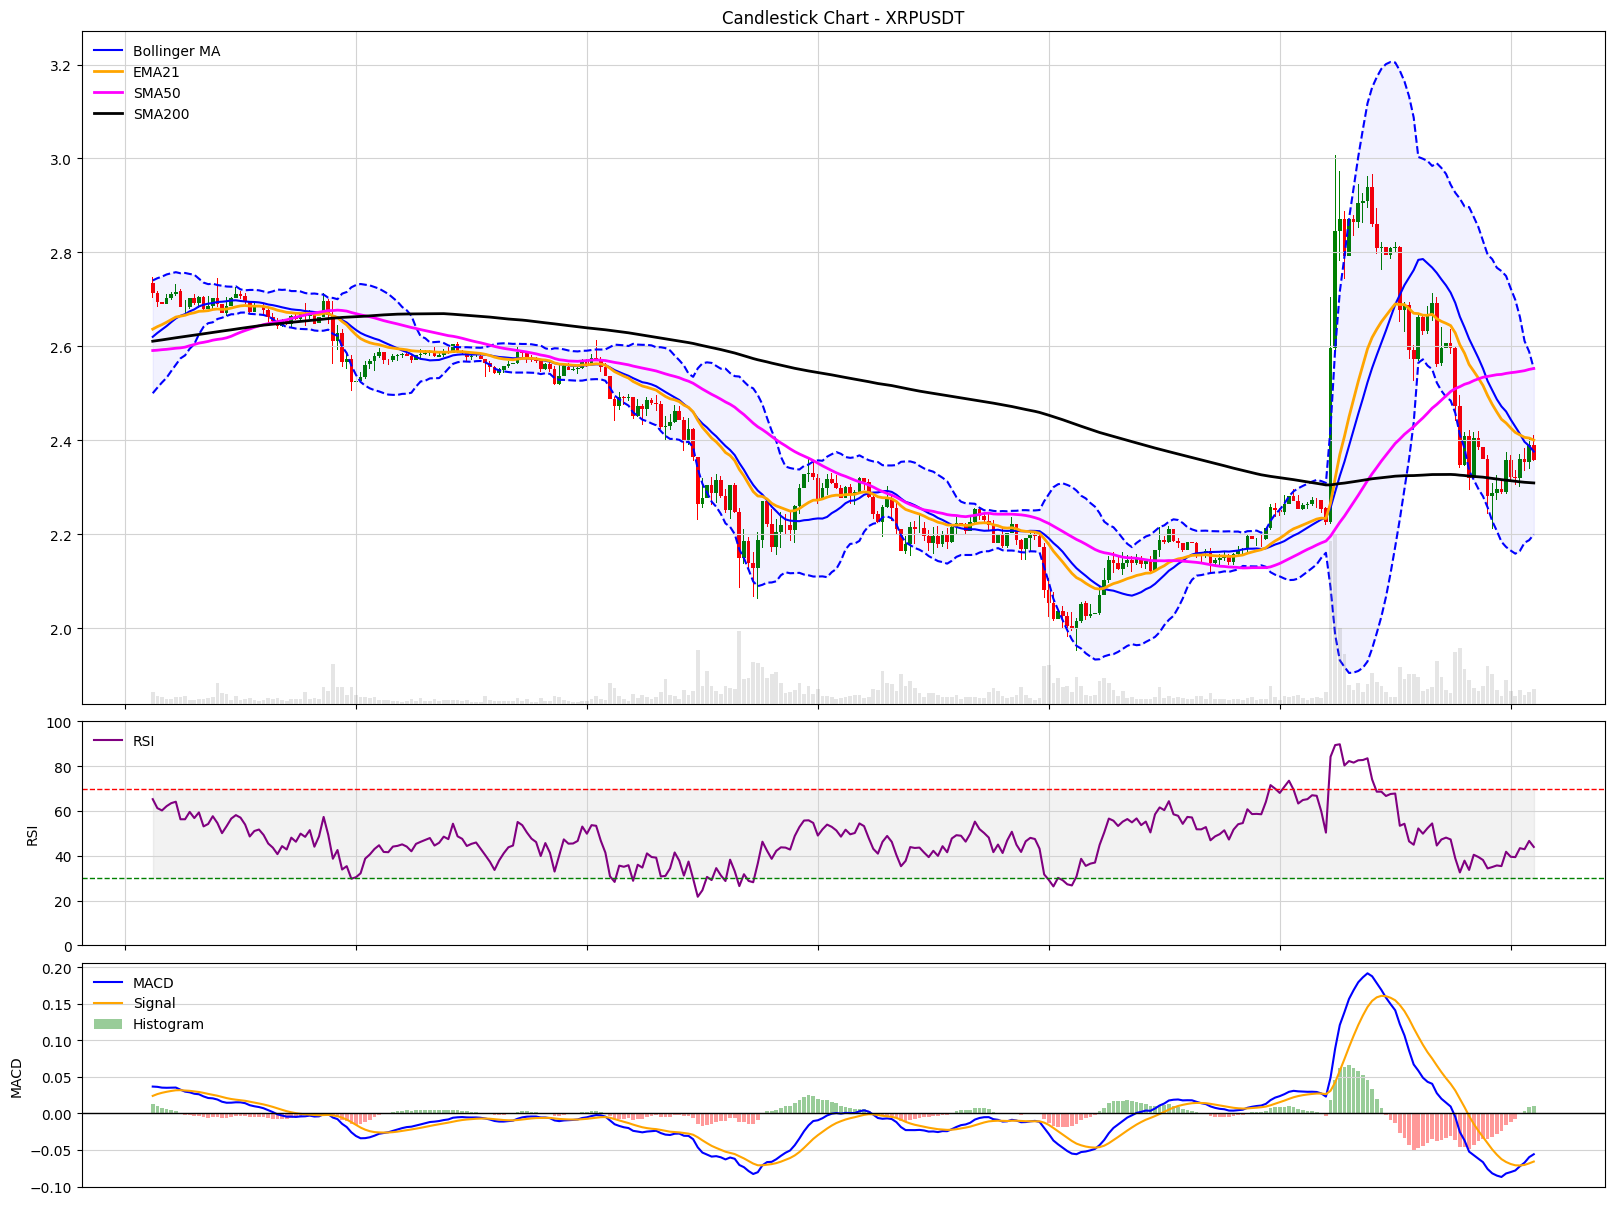 Candlestick Chart - XRPUSDT
Bollinger MA
EMA21
SMA50
SMA200
3.2
3.0
2.8
2.6
2.4
2.2
2.0
RSI
RSI
100
80
60
40
20
0
MACD
MACD
Signal
Histogram
0.20
0.15
0.10
0.05
0.00
−0.05
−0.10